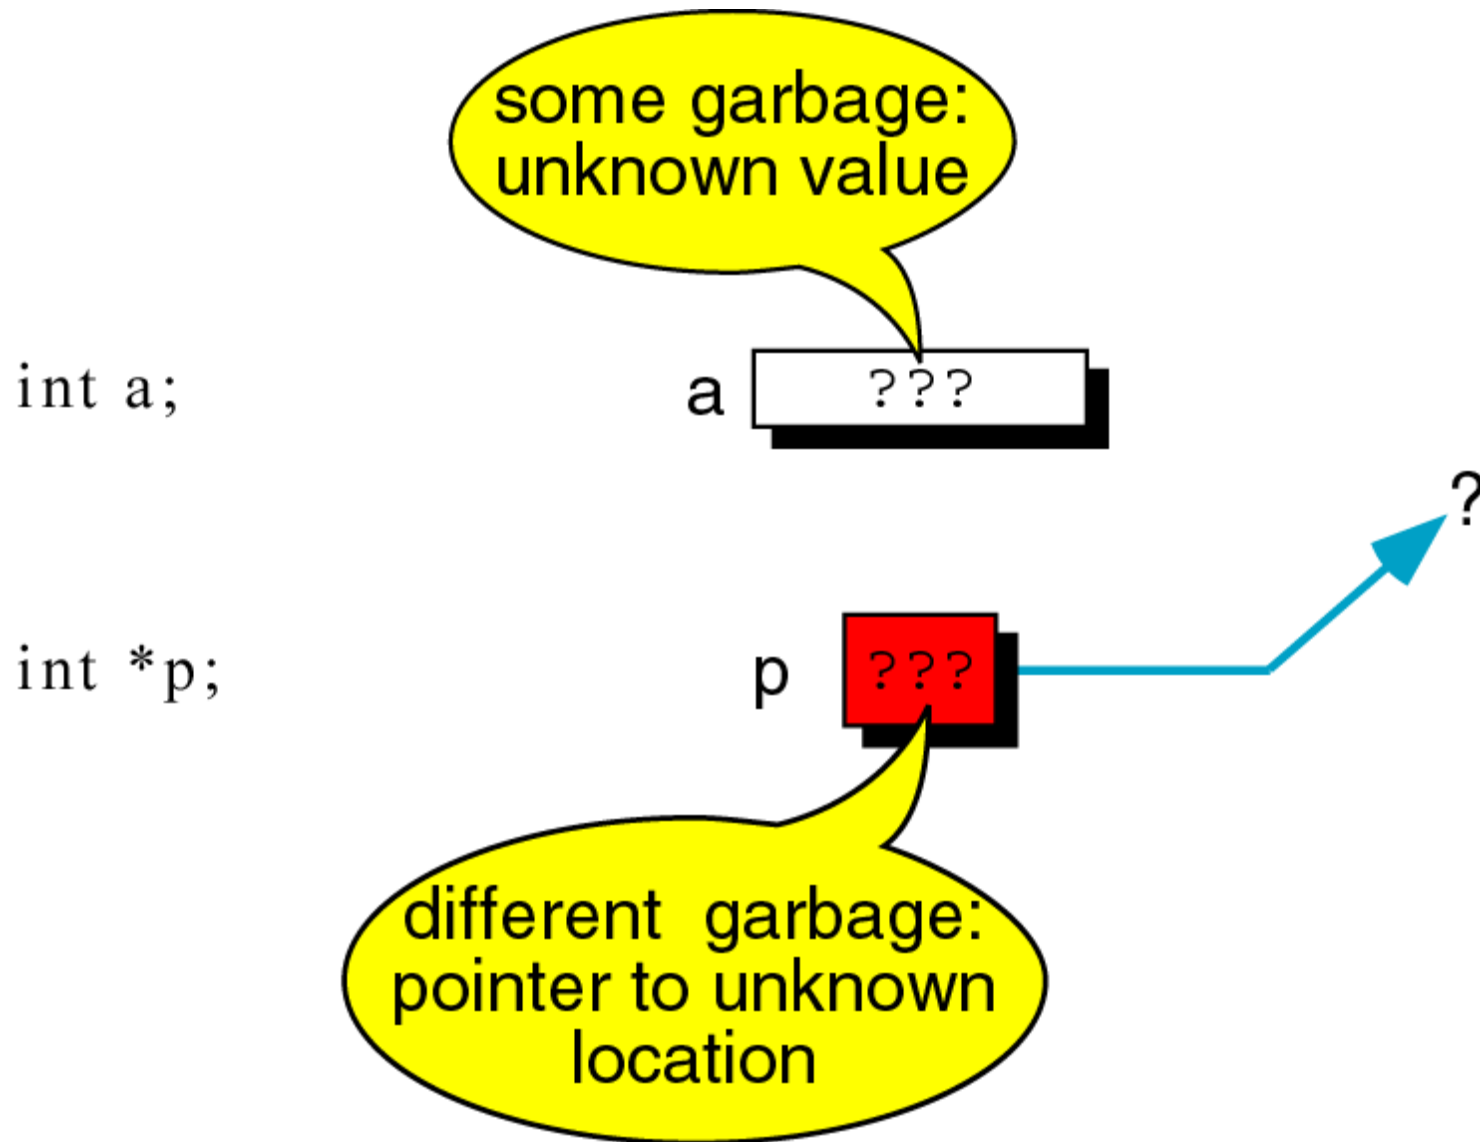 some garbage:
unknown value
int a;
a
???
?
int *p;
p
???
different garbage:
pointer to unknown
location